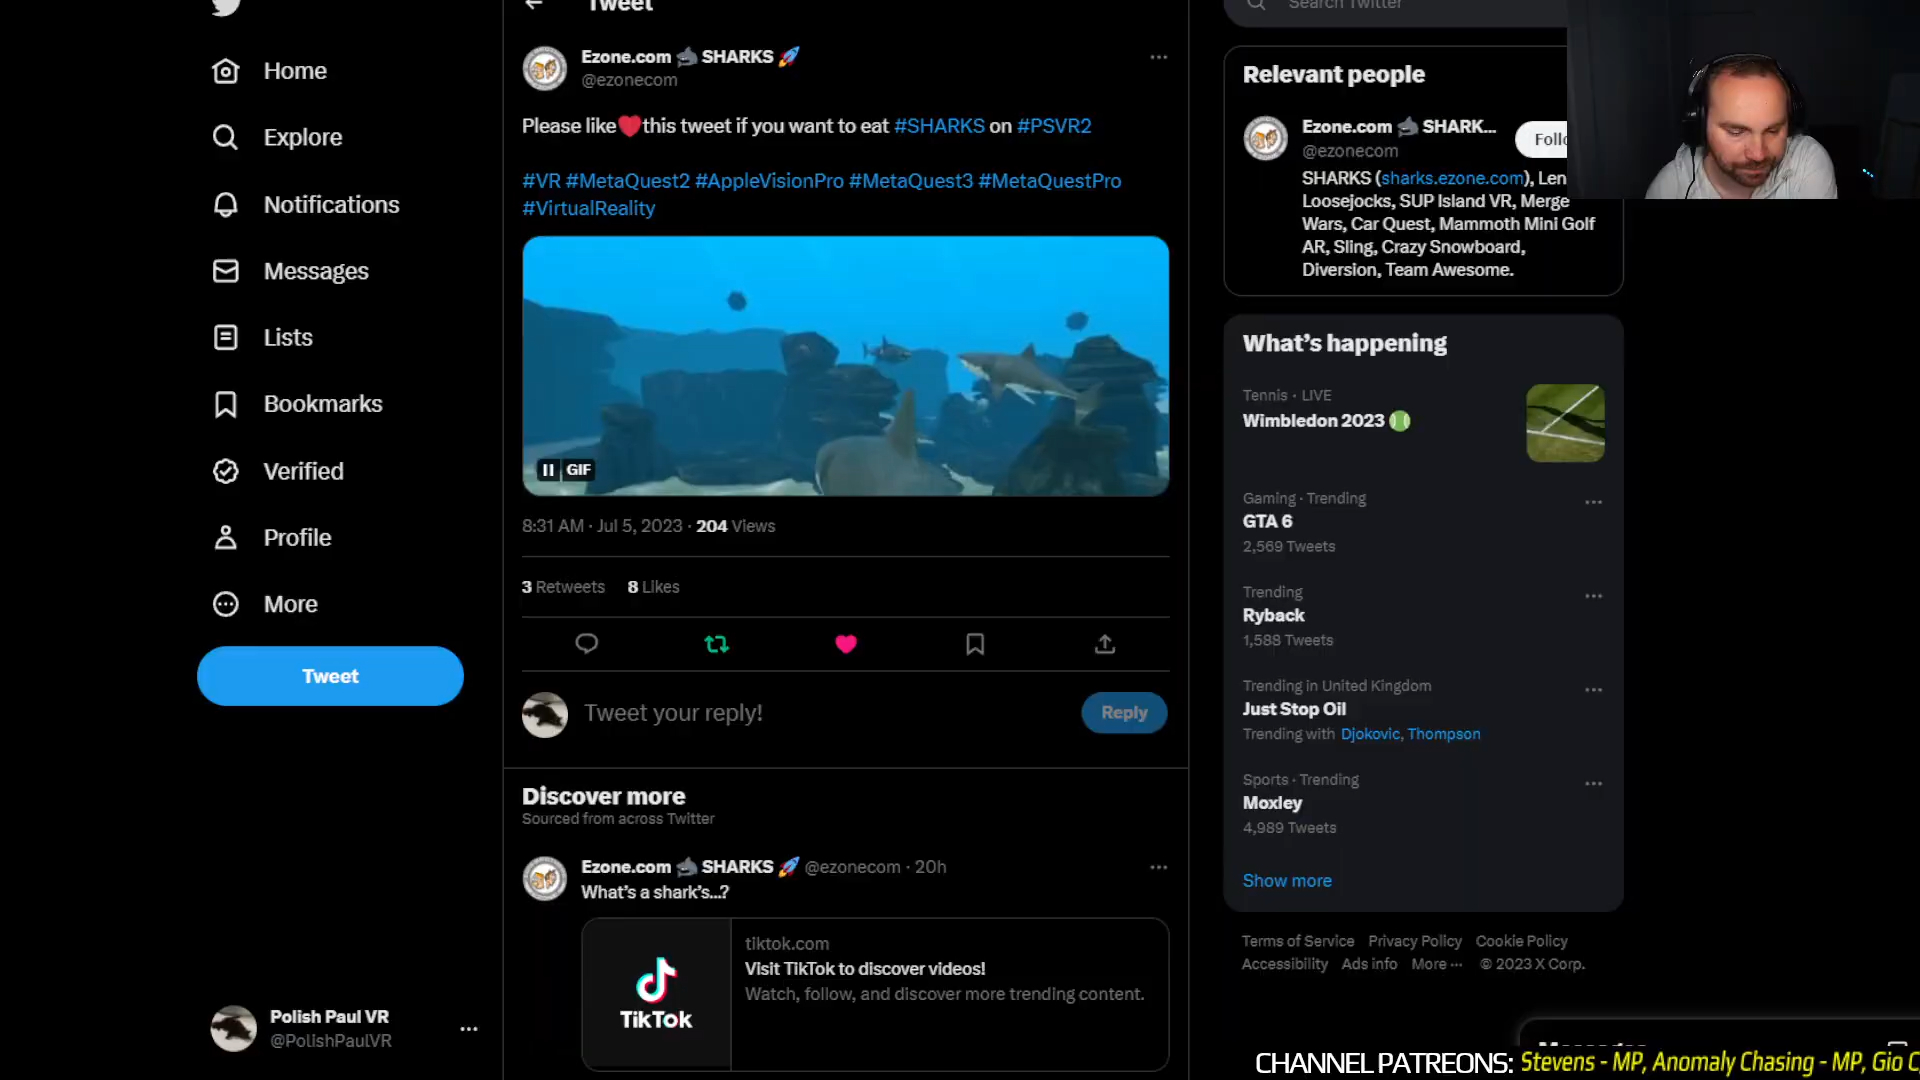 Tweet
Search Twitter
Home
Explore
Notifications
Messages
Lists
Bookmarks
Verified
Profile
More
Tweet
Polish Paul VR
@PolishPaulVR
Ezone.com 🦈 SHARKS 🚀
@ezonecom
Please like❤️this tweet if you want to eat #SHARKS on #PSVR2
#VR #MetaQuest2 #AppleVisionPro #MetaQuest3 #MetaQuestPro
#VirtualReality
GIF
8:31 AM · Jul 5, 2023 · 204 Views
3 Retweets 8 Likes
Tweet your reply!
Reply
Discover more
Sourced from across Twitter
Ezone.com 🦈 SHARKS 🚀 @ezonecom · 20h
What's a shark's...?
TikTok
tiktok.com
Visit TikTok to discover videos!
Watch, follow, and discover more trending content.
Relevant people
Ezone.com 🦈 SHARK...
@ezonecom
SHARKS (sharks.ezone.com), Len
Loosejocks, SUP Island VR, Merge
Wars, Car Quest, Mammoth Mini Golf
AR, Sling, Crazy Snowboard,
Diversion, Team Awesome.
What's happening
Tennis · LIVE
Wimbledon 2023 🎾
Gaming · Trending
GTA 6
2,569 Tweets
Trending
Ryback
1,588 Tweets
Trending in United Kingdom
Just Stop Oil
Trending with Djokovic, Thompson
Sports · Trending
Moxley
4,989 Tweets
Show more
Terms of Service Privacy Policy Cookie Policy
Accessibility Ads info More ··· © 2023 X Corp.
CHANNEL PATREONS: Stevens - MP, Anomaly Chasing - MP, Gio